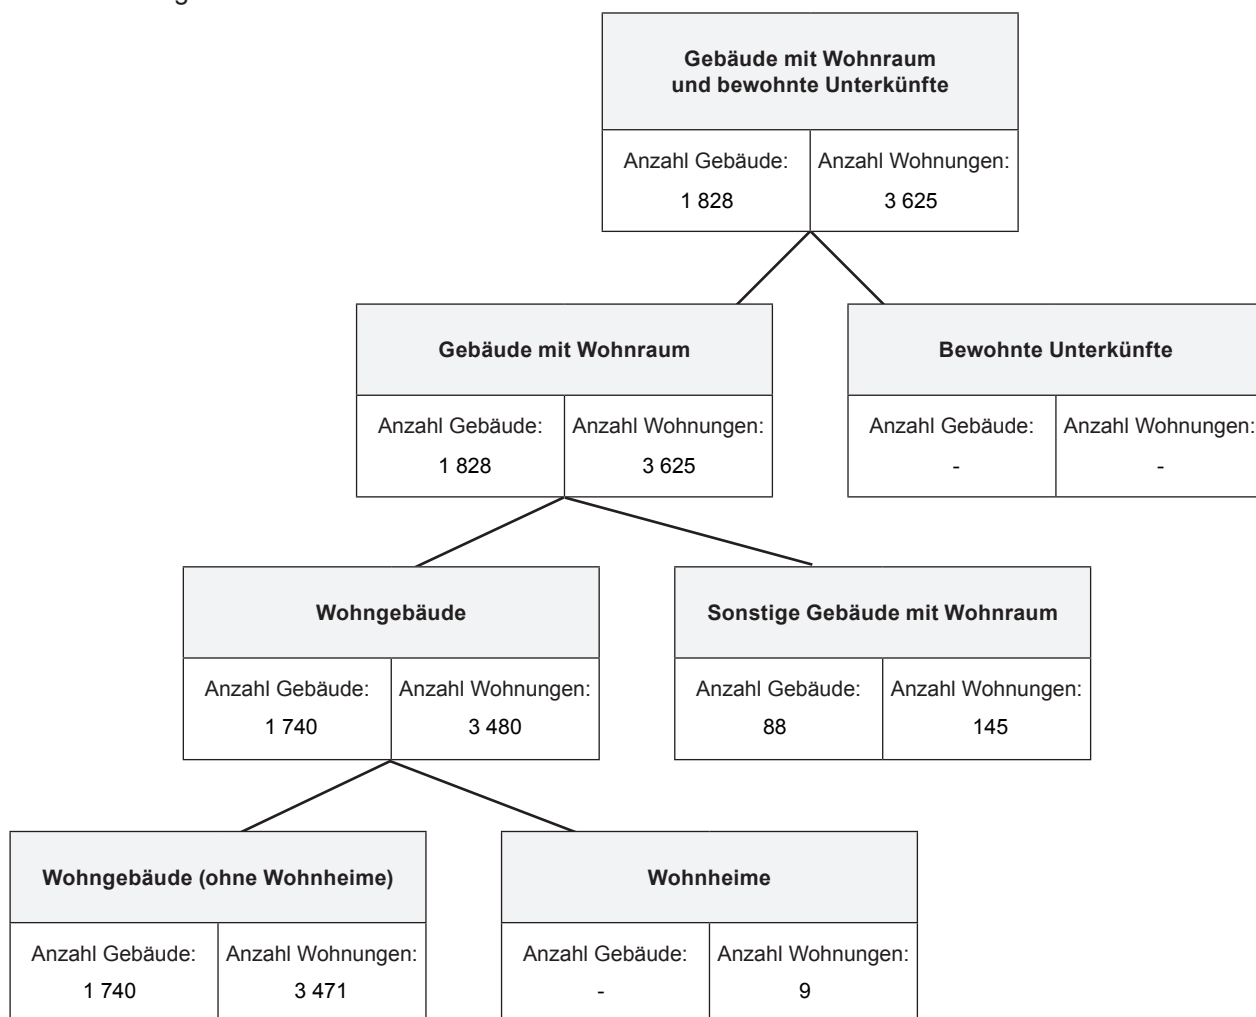 Gebäude mit Wohnraum
und bewohnte Unterkünfte
Anzahl Gebäude: Anzahl Wohnungen:
1 828 3 625
Gebäude mit Wohnraum
Anzahl Gebäude: Anzahl Wohnungen:
1 828 3 625
Bewohnte Unterkünfte
Anzahl Gebäude: Anzahl Wohnungen:
- -
Wohngebäude
Anzahl Gebäude: Anzahl Wohnungen:
1 740 3 480
Sonstige Gebäude mit Wohnraum
Anzahl Gebäude: Anzahl Wohnungen:
88 145
Wohngebäude (ohne Wohnheime)
Anzahl Gebäude: Anzahl Wohnungen:
1 740 3 471
Wohnheime
Anzahl Gebäude: Anzahl Wohnungen:
- 9